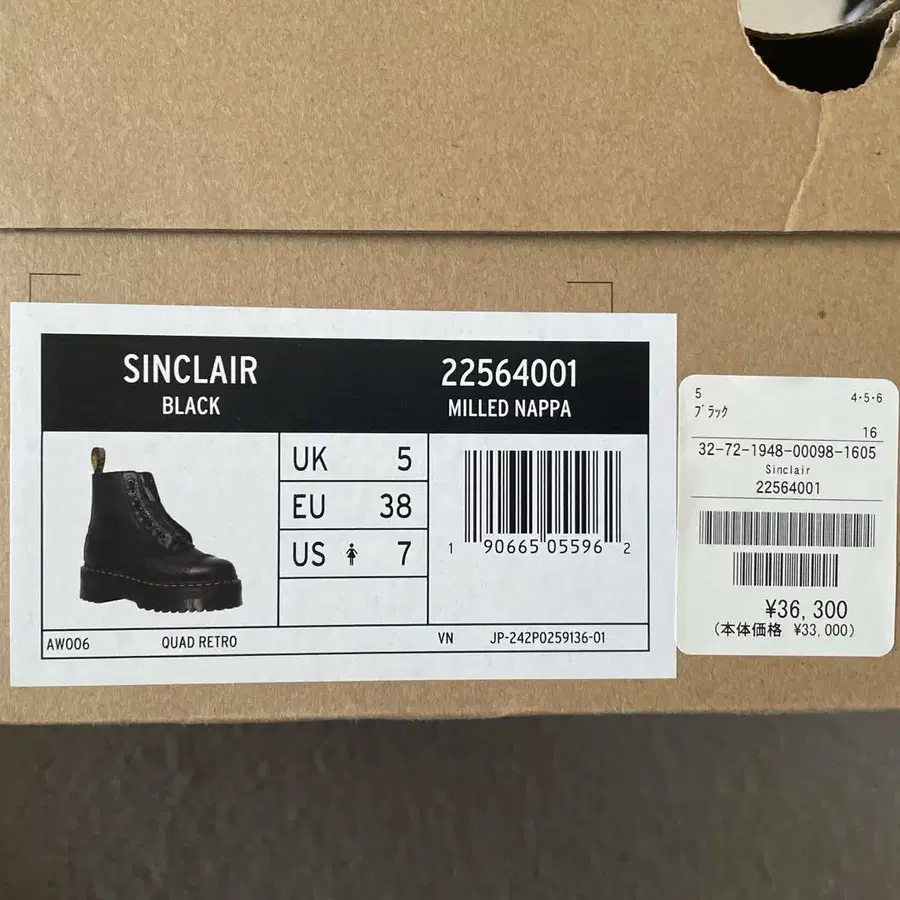 SINCLAIR
BLACK
22564001
MILLED NAPPA
UK 5
EU 38
US 7
1 90665 05596 2
AW006 QUAD RETRO VN JP-242P0259136-01
5 4・5・6
ブラック
16
32-72-1948-00098-1605
Sinclair
22564001
¥36,300
(本体価格 ¥33,000)